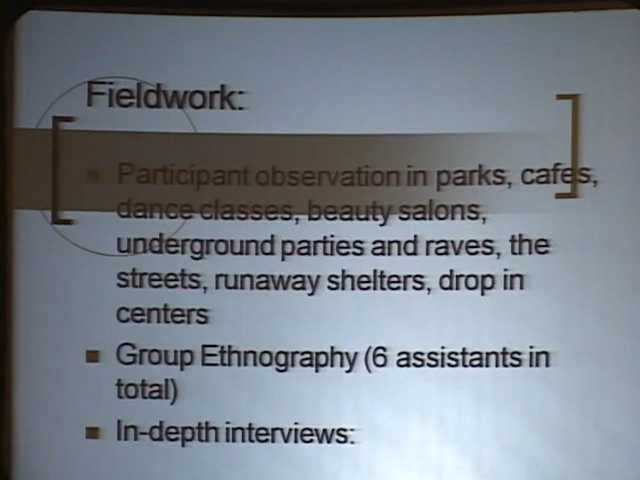 Fieldwork:
Participant observation in parks, cafes,
dance classes, beauty salons,
underground parties and raves, the
streets, runaway shelters, drop in
centers
Group Ethnography (6 assistants in
total)
In-depth interviews: